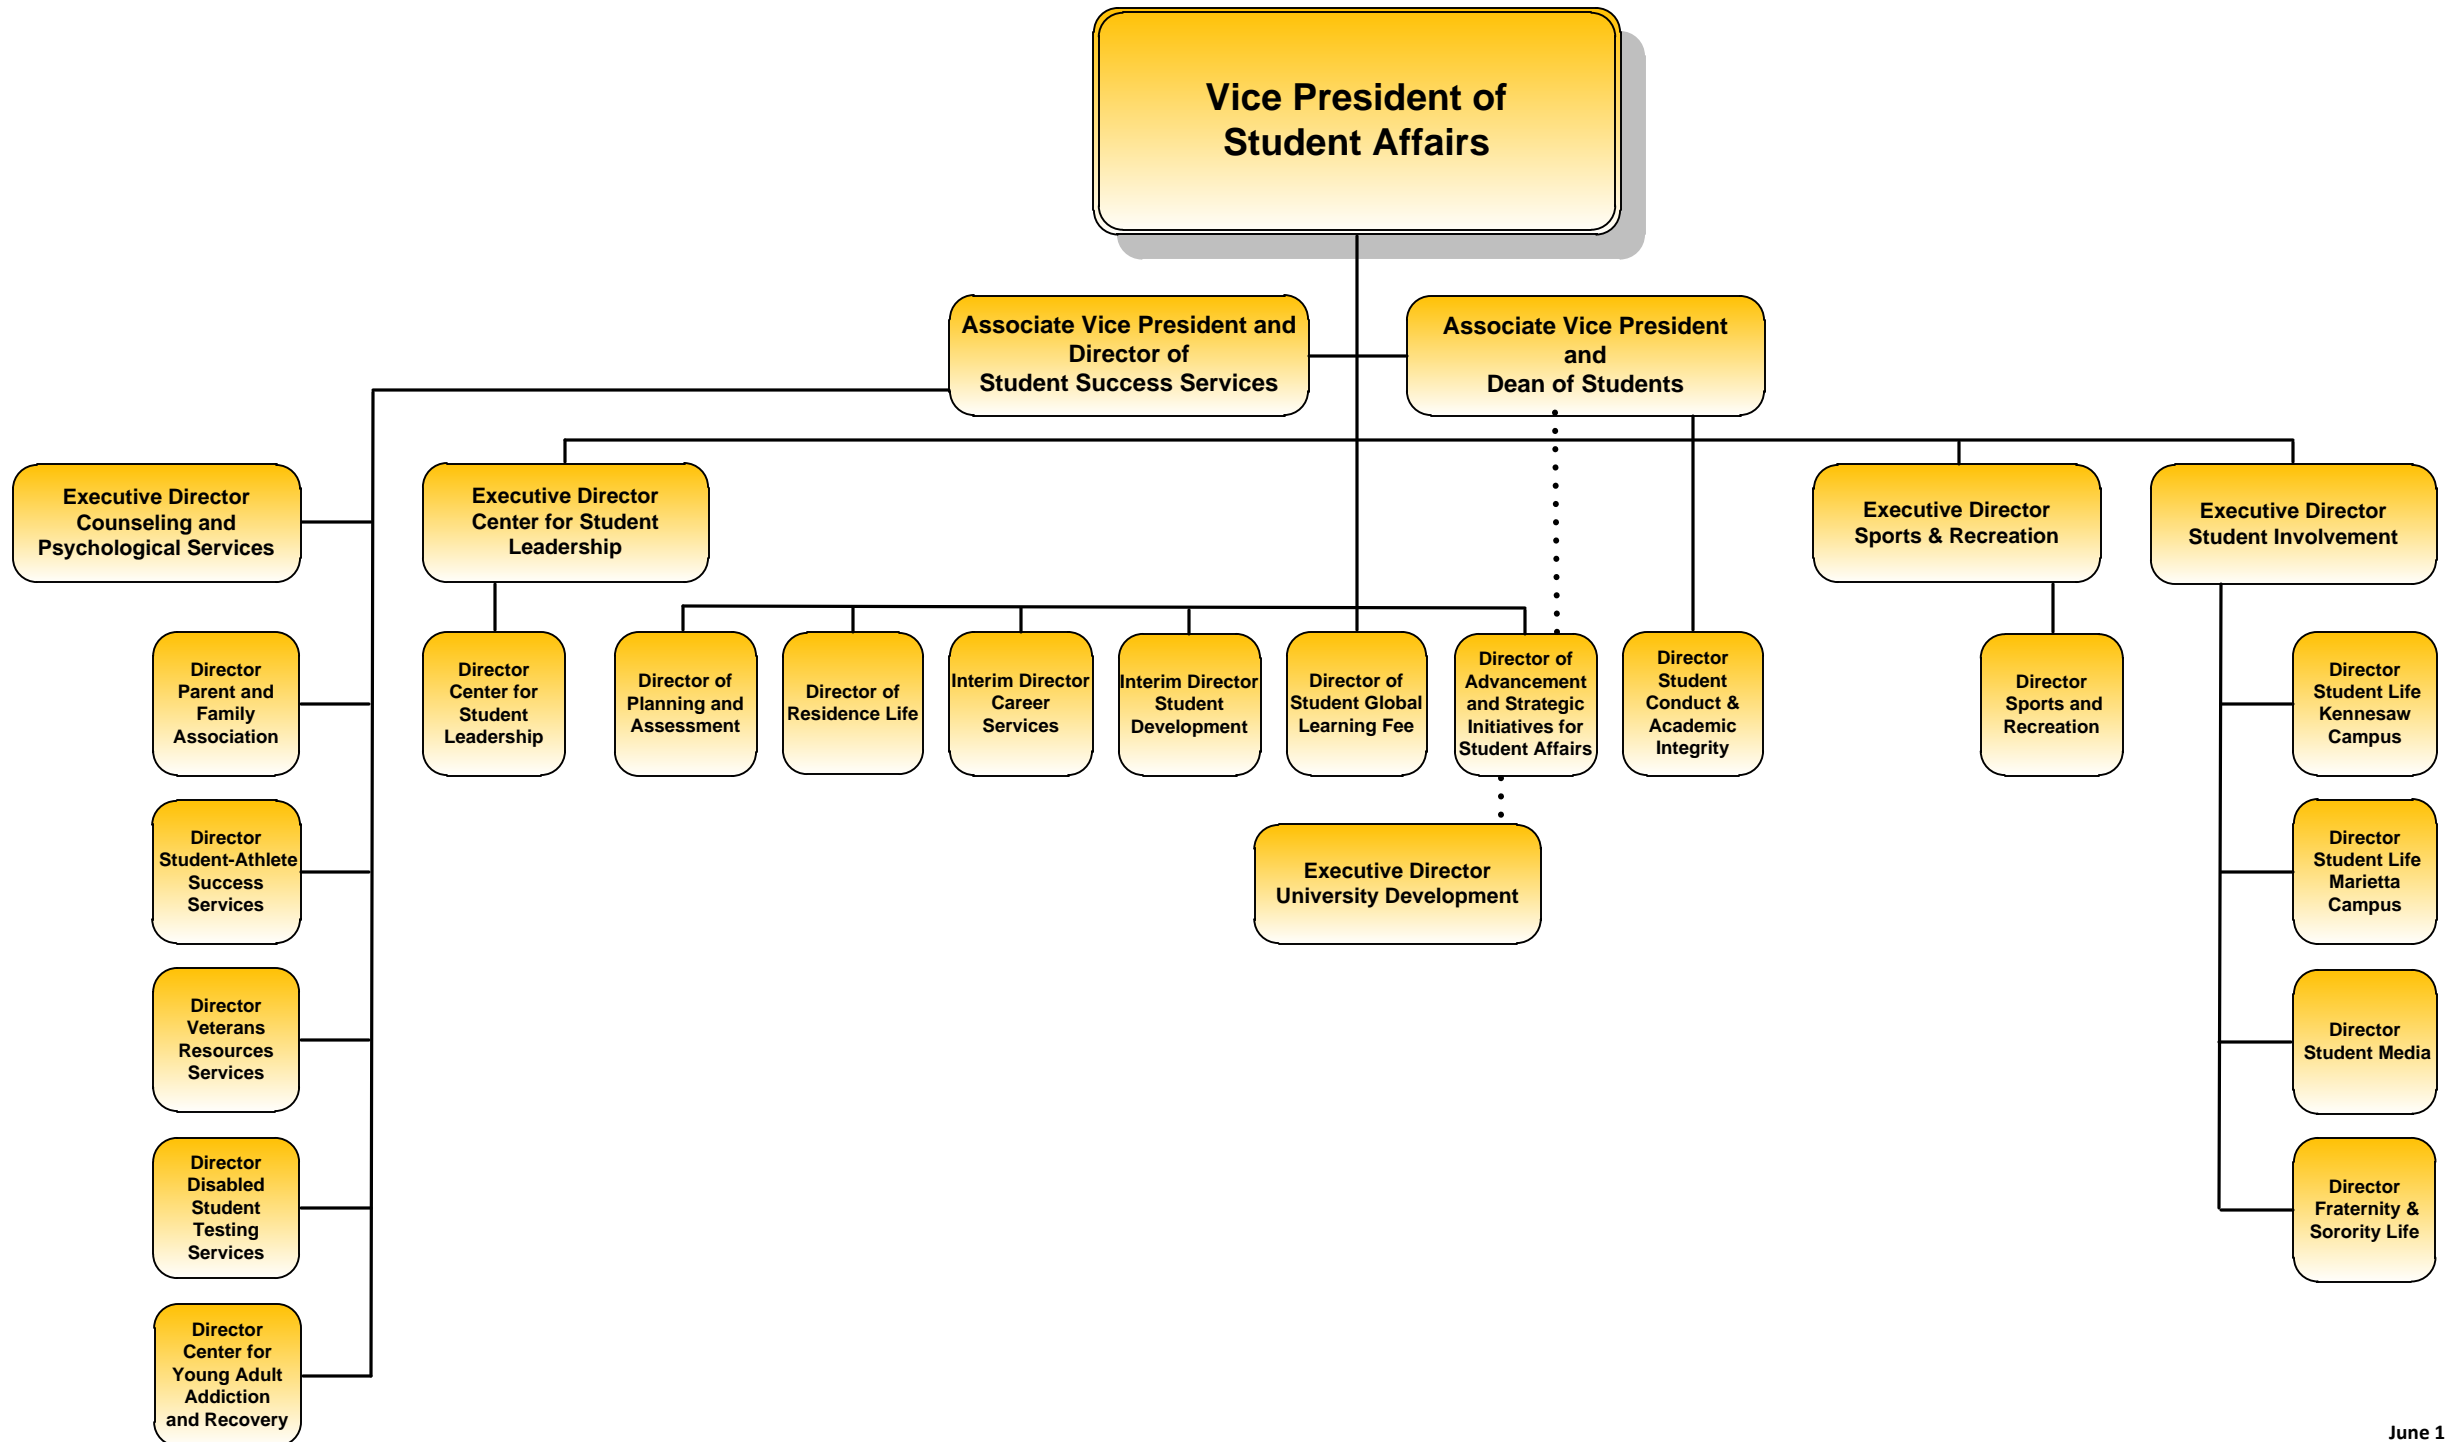 Vice President of
Student Affairs
Associate Vice President and
Director of
Student Success Services
Associate Vice President
and
Dean of Students
Executive Director
Counseling and
Psychological Services
Executive Director
Center for Student
Leadership
Executive Director
Sports & Recreation
Executive Director
Student Involvement
Director
Parent and
Family
Association
Director
Center for
Student
Leadership
Director of
Planning and
Assessment
Director of
Residence Life
Interim Director
Career
Services
Interim Director
Student
Development
Director of
Student Global
Learning Fee
Director of
Advancement
and Strategic
Initiatives for
Student Affairs
Director
Student
Conduct &
Academic
Integrity
Director
Sports and
Recreation
Director
Student Life
Kennesaw
Campus
Director
Student-Athlete
Success
Services
Executive Director
University Development
Director
Student Life
Marietta
Campus
Director
Veterans
Resources
Services
Director
Student Media
Director
Disabled
Student
Testing
Services
Director
Fraternity &
Sorority Life
Director
Center for
Young Adult
Addiction
and Recovery
June 1